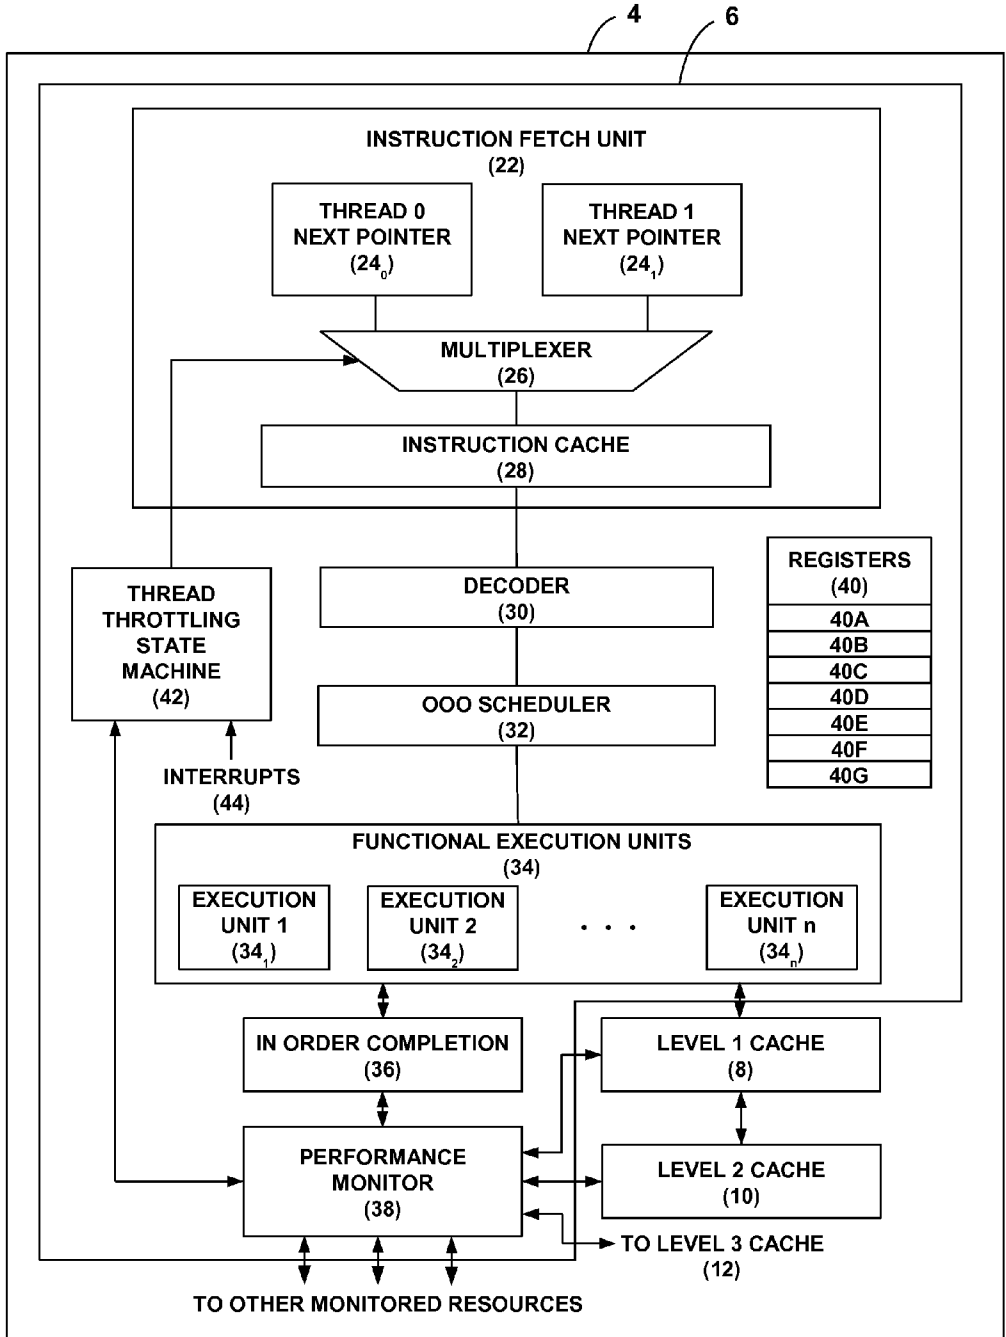 4
6
INSTRUCTION FETCH UNIT
(22)
THREAD 0
NEXT POINTER
(24₀)
THREAD 1
NEXT POINTER
(24₁)
MULTIPLEXER
(26)
INSTRUCTION CACHE
(28)
THREAD
THROTTLING
STATE
MACHINE
(42)
INTERRUPTS
(44)
DECODER
(30)
OOO SCHEDULER
(32)
REGISTERS
(40)
40A
40B
40C
40D
40E
40F
40G
FUNCTIONAL EXECUTION UNITS
(34)
EXECUTION
UNIT 1
(34₁)
EXECUTION
UNIT 2
(34₂)
. . .
EXECUTION
UNIT n
(34ₙ)
IN ORDER COMPLETION
(36)
LEVEL 1 CACHE
(8)
PERFORMANCE
MONITOR
(38)
LEVEL 2 CACHE
(10)
TO LEVEL 3 CACHE
(12)
TO OTHER MONITORED RESOURCES